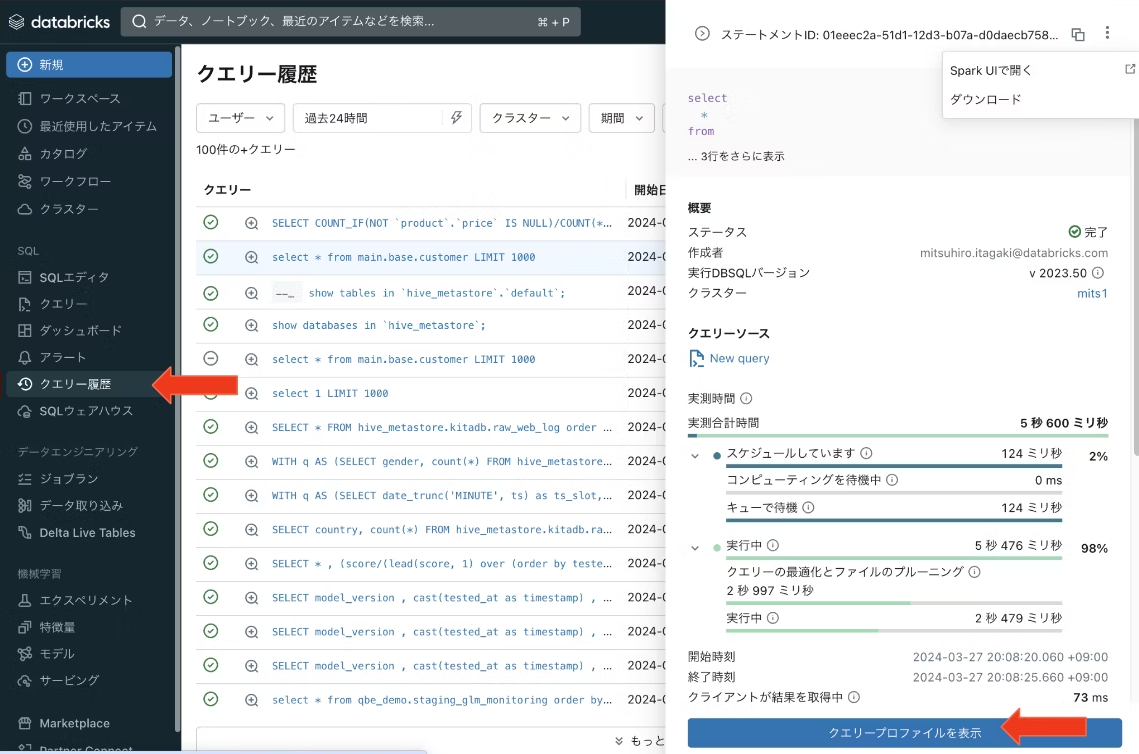 databricks
データ、ノートブック、最近のアイテムなどを検索... ⌘ + P
新規
ワークスペース
最近使用したアイテム
カタログ
ワークフロー
クラスター
SQL
SQLエディタ
クエリー
ダッシュボード
アラート
クエリー履歴
SQLウェアハウス
データエンジニアリング
ジョブラン
データ取り込み
Delta Live Tables
機械学習
エクスペリメント
特徴量
モデル
サービング
Marketplace
Partner Connect
クエリー履歴
ユーザー 過去24時間 クラスター 期間
100件の+クエリー
クエリー 開始日
SELECT COUNT_IF(NOT `product`.`price` IS NULL)/COUNT(*... 2024-0
select * from main.base.customer LIMIT 1000 2024-0
--… show tables in `hive_metastore`.`default`; 2024-0
show databases in `hive_metastore`; 2024-0
select * from main.base.customer LIMIT 1000 2024-0
select 1 LIMIT 1000 2024-0
SELECT * FROM hive_metastore.kitadb.raw_web_log order ... 2024-0
WITH q AS (SELECT gender, count(*) FROM hive_metastore... 2024-0
WITH q AS (SELECT date_trunc('MINUTE', ts) as ts_slot,... 2024-0
SELECT country, count(*) FROM hive_metastore.kitadb.ra... 2024-0
SELECT * , (score/(lead(score, 1) over (order by teste... 2024-0
SELECT model_version , cast(tested_at as timestamp) , ... 2024-0
SELECT model_version , cast(tested_at as timestamp) , ... 2024-0
SELECT model_version , cast(tested_at as timestamp) , ... 2024-0
select * from qbe_demo.staging_glm_monitoring order by... 2024-0
もっと
ステートメントID: 01eeec2a-51d1-12d3-b07a-d0daecb758...
Spark UIで開く
ダウンロード
select
*
from
... 3行をさらに表示
概要
ステータス 完了
作成者 mitsuhiro.itagaki@databricks.com
実行DBSQLバージョン v 2023.50
クラスター mits1
クエリーソース
New query
実測時間
実測合計時間 5 秒 600 ミリ秒
スケジュールしています 124 ミリ秒 2%
コンピューティングを待機中 0 ms
キューで待機 124 ミリ秒
実行中 5 秒 476 ミリ秒 98%
クエリーの最適化とファイルのプルーニング
2 秒 997 ミリ秒
実行中 2 秒 479 ミリ秒
開始時刻 2024-03-27 20:08:20.060 +09:00
終了時刻 2024-03-27 20:08:25.660 +09:00
クライアントが結果を取得中 73 ms
クエリープロファイルを表示